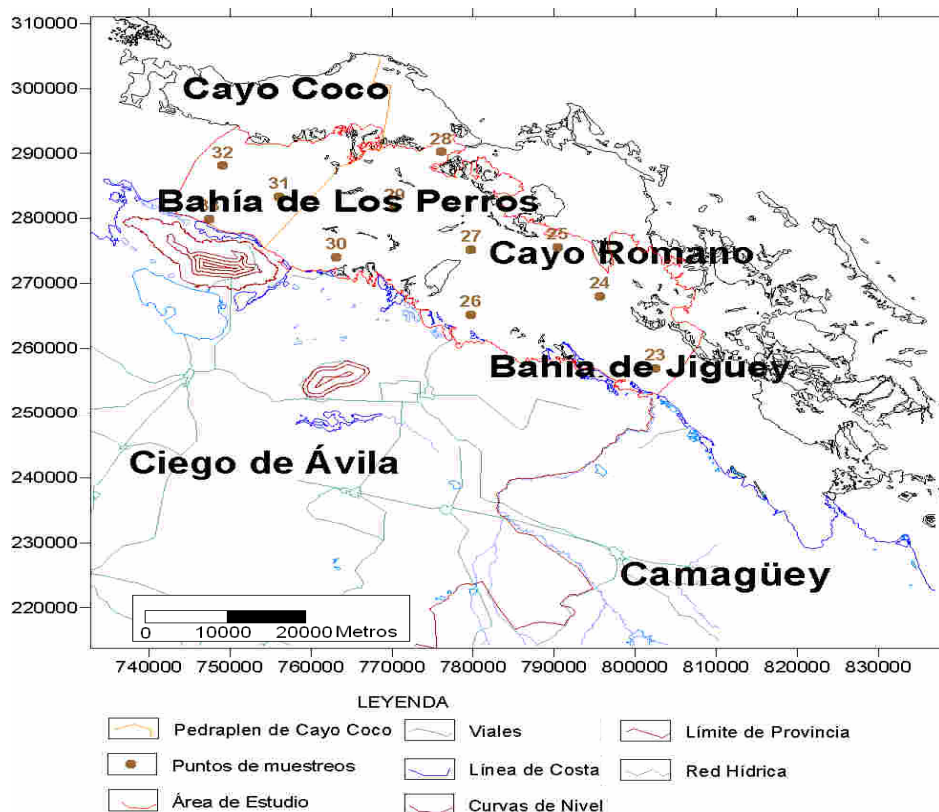 310000
300000
290000
280000
270000
260000
250000
240000
230000
220000
Cayo Coco
28
32
31
29
Bahía de Los Perros
27
25
30
Cayo Romano
24
26
23
Bahía de Jigüey
Ciego de Ávila
Camagüey
0 10000 20000 Metros
740000 750000 760000 770000 780000 790000 800000 810000 820000 830000
LEYENDA
Pedraplen de Cayo Coco Viales Límite de Provincia
Puntos de muestreos Línea de Costa Red Hídrica
Área de Estudio Curvas de Nivel